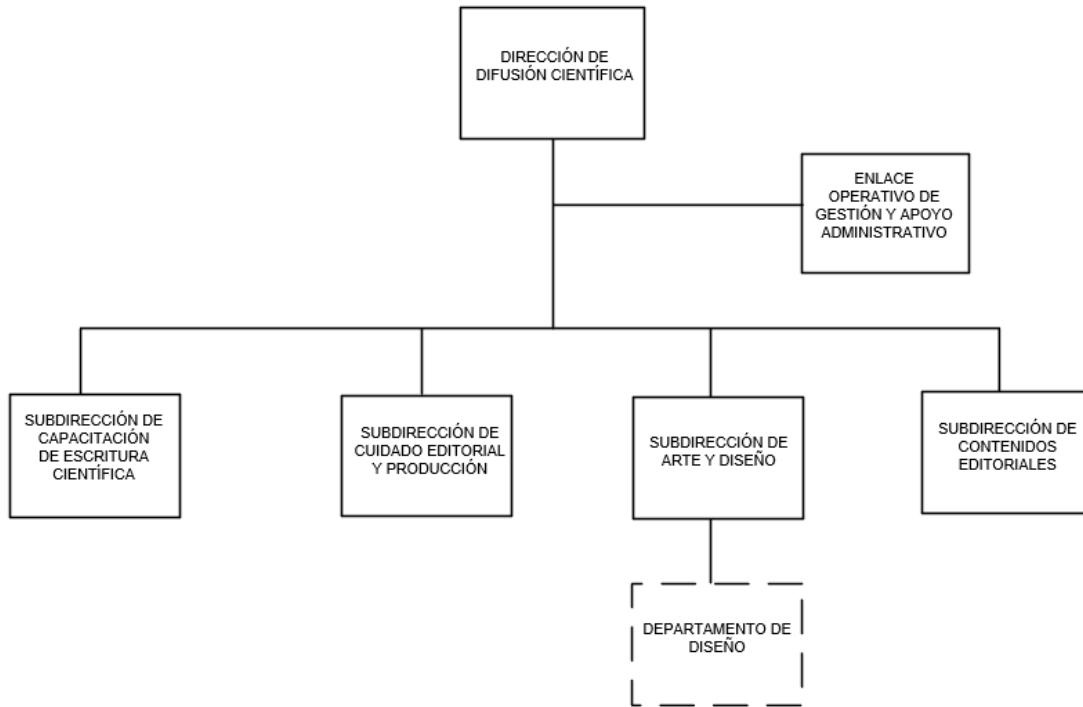 DIRECCIÓN DE
DIFUSIÓN CIENTÍFICA
ENLACE
OPERATIVO DE
GESTIÓN Y APOYO
ADMINISTRATIVO
SUBDIRECCIÓN DE
CAPACITACIÓN
DE ESCRITURA
CIENTÍFICA
SUBDIRECCIÓN DE
CUIDADO EDITORIAL
Y PRODUCCIÓN
SUBDIRECCIÓN DE
ARTE Y DISEÑO
SUBDIRECCIÓN DE
CONTENIDOS
EDITORIALES
DEPARTAMENTO DE
DISEÑO